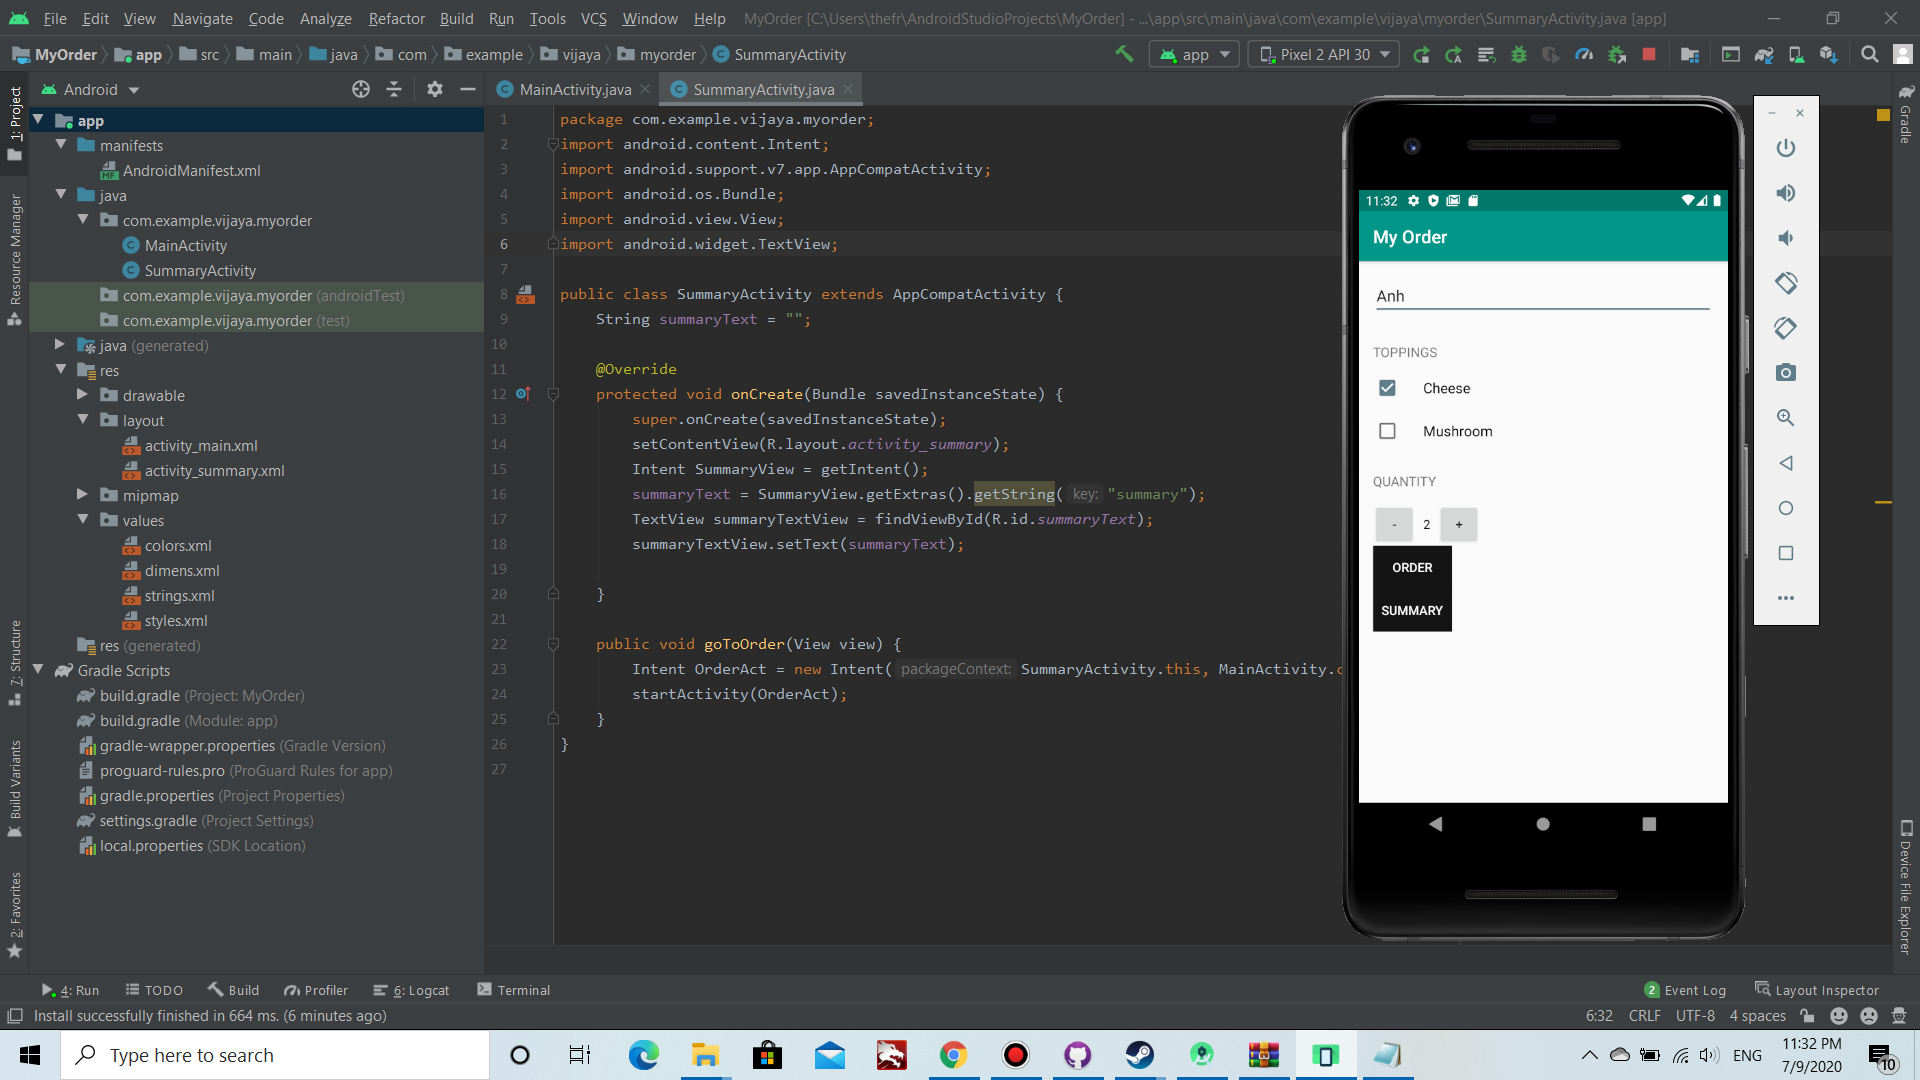 File Edit View Navigate Code Analyze Refactor Build Run Tools VCS Window Help MyOrder [C:\Users\thefr\AndroidStudioProjects\MyOrder] - ...\app\src\main\java\com\example\vijaya\myorder\SummaryActivity.java [app]
MyOrder app src main java com example vijaya myorder SummaryActivity app Pixel 2 API 30
Android MainActivity.java SummaryActivity.java
1: Project
Resource Manager
7: Structure
Build Variants
2: Favorites
app
manifests
AndroidManifest.xml
java
com.example.vijaya.myorder
MainActivity
SummaryActivity
com.example.vijaya.myorder (androidTest)
com.example.vijaya.myorder (test)
java (generated)
res
drawable
layout
activity_main.xml
activity_summary.xml
mipmap
values
colors.xml
dimens.xml
strings.xml
styles.xml
res (generated)
Gradle Scripts
build.gradle (Project: MyOrder)
build.gradle (Module: app)
gradle-wrapper.properties (Gradle Version)
proguard-rules.pro (ProGuard Rules for app)
gradle.properties (Project Properties)
settings.gradle (Project Settings)
local.properties (SDK Location)
1 package com.example.vijaya.myorder;
2 import android.content.Intent;
3 import android.support.v7.app.AppCompatActivity;
4 import android.os.Bundle;
5 import android.view.View;
6 import android.widget.TextView;
7
8 public class SummaryActivity extends AppCompatActivity {
9 String summaryText = "";
10
11 @Override
12 protected void onCreate(Bundle savedInstanceState) {
13 super.onCreate(savedInstanceState);
14 setContentView(R.layout.activity_summary);
15 Intent SummaryView = getIntent();
16 summaryText = SummaryView.getExtras().getString( key: "summary");
17 TextView summaryTextView = findViewById(R.id.summaryText);
18 summaryTextView.setText(summaryText);
19
20 }
21
22 public void goToOrder(View view) {
23 Intent OrderAct = new Intent( packageContext: SummaryActivity.this, MainActivity.c
24 startActivity(OrderAct);
25 }
26 }
27
11:32
My Order
Anh
TOPPINGS
Cheese
Mushroom
QUANTITY
- 2 +
ORDER
SUMMARY
Gradle
Device File Explorer
4: Run TODO Build Profiler 6: Logcat Terminal 2 Event Log Layout Inspector
Install successfully finished in 664 ms. (6 minutes ago) 6:32 CRLF UTF-8 4 spaces
Type here to search ENG 11:32 PM
7/9/2020 10